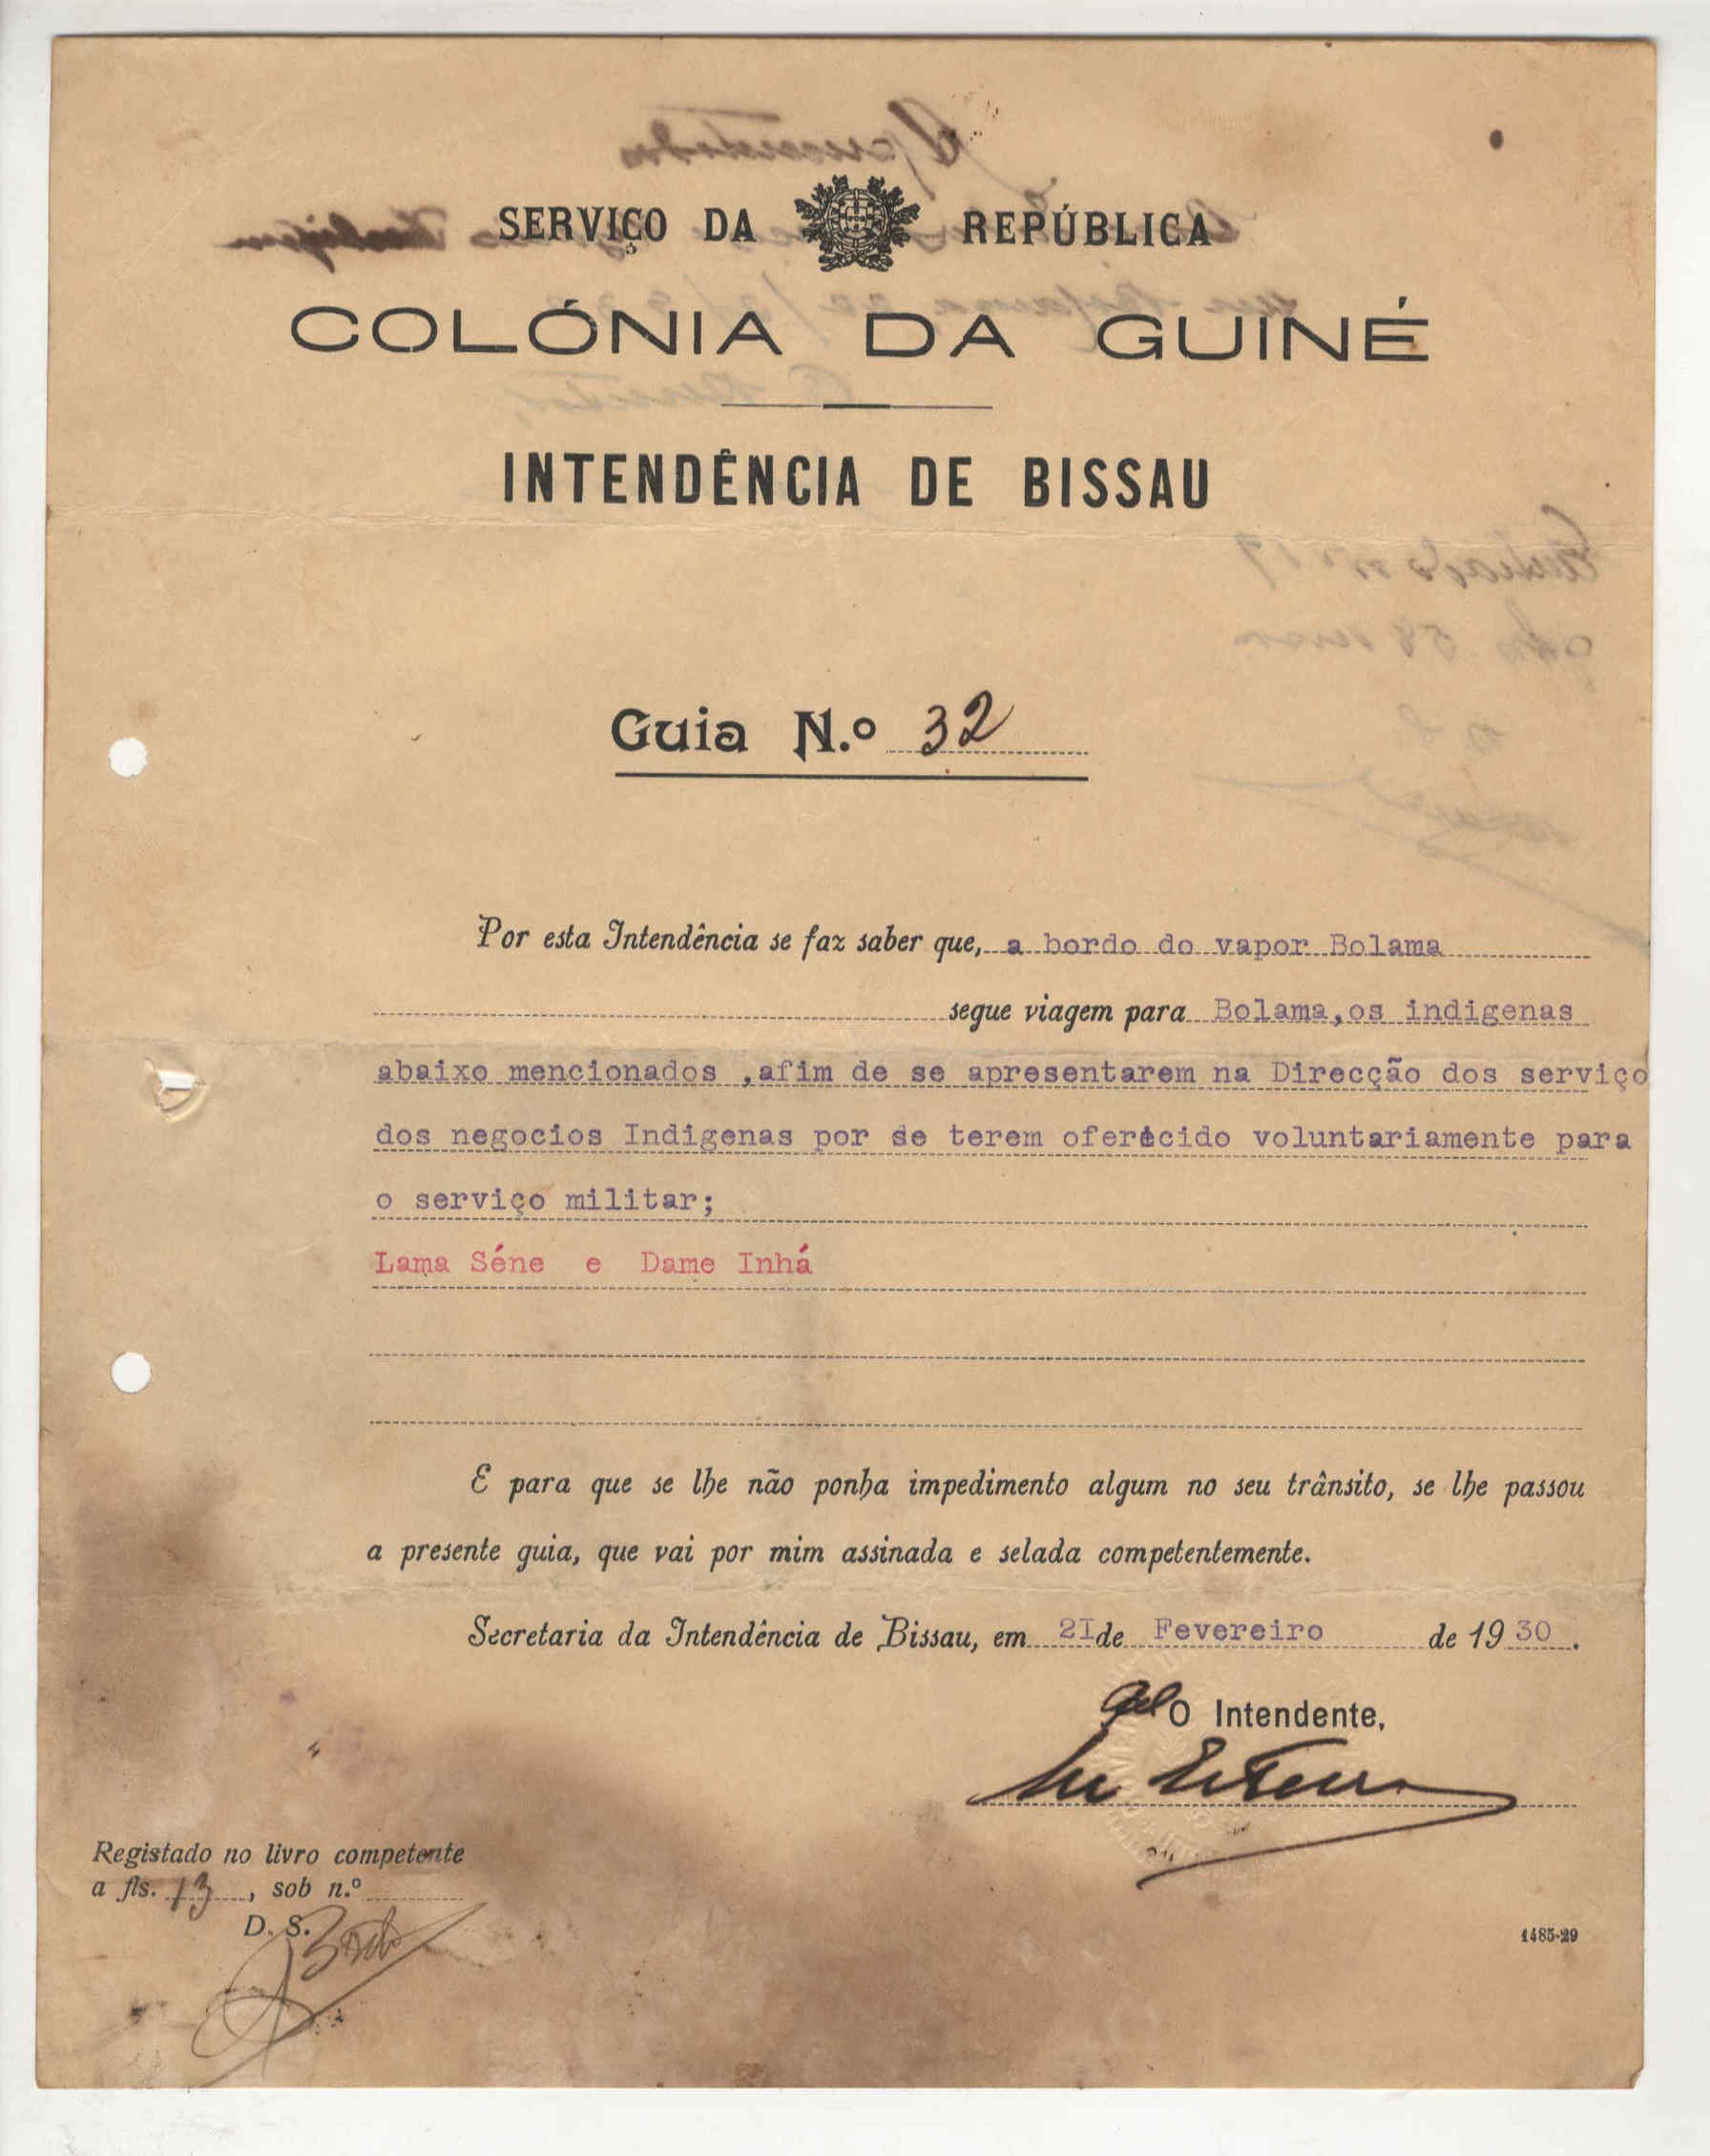 SERVIÇO DA REPÚBLICA
COLÓNIA DA GUINÉ
INTENDÊNCIA DE BISSAU
Guia N.º 32
Por esta Intendência se faz saber que, a bordo do vapor Bolama
segue viagem para Bolama,os indigenas
abaixo mencionados ,afim de se apresentarem na Direcção dos serviço
dos negocios Indigenas por se terem oferecido voluntariamente para
o serviço militar;
Lama Séne e Dame Inhá
E para que se lhe não ponha impedimento algum no seu trânsito, se lhe passou
a presente guia, que vai por mim assinada e selada competentemente.
Secretaria da Intendência de Bissau, em 2I de Fevereiro de 1930.
O Intendente,
Registado no livro competente
a fls. 13, sob n.º
D. S.
1485-29